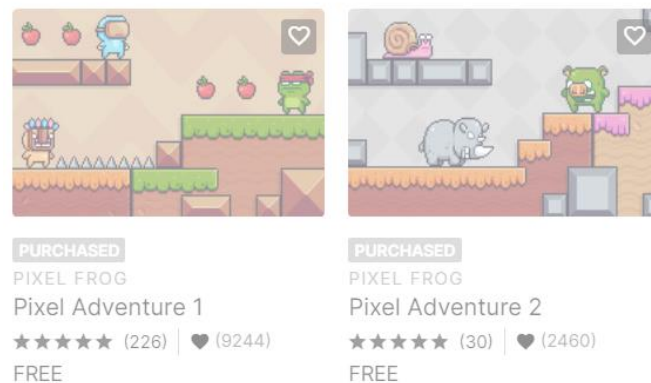 PURCHASED
PIXEL FROG
Pixel Adventure 1
(226) (9244)
FREE
PURCHASED
PIXEL FROG
Pixel Adventure 2
(30) (2460)
FREE